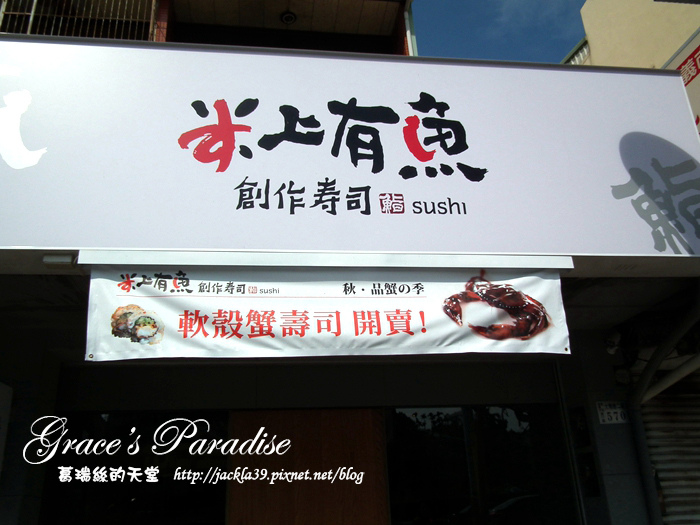 米上有魚
創作寿司 鮨 sushi
鮨
米上有魚 創作寿司 鮨 sushi
秋・品蟹の季
軟殼蟹壽司 開賣!
570
Grace's Paradise
葛瑞絲的天堂 http://jackla39.pixnet.net/blog